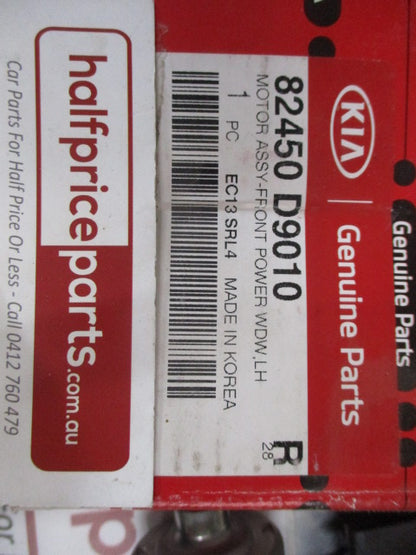 KIA
Genuine Parts
Genuine Parts
82450 D9010
R
MOTOR ASSY-FRONT POWER WDW,LH
28
1 PC EC13 SRL4 MADE IN KOREA
halfpriceparts.com.au
Car Parts For Half Price Or Less - Call 0412 760 479
for